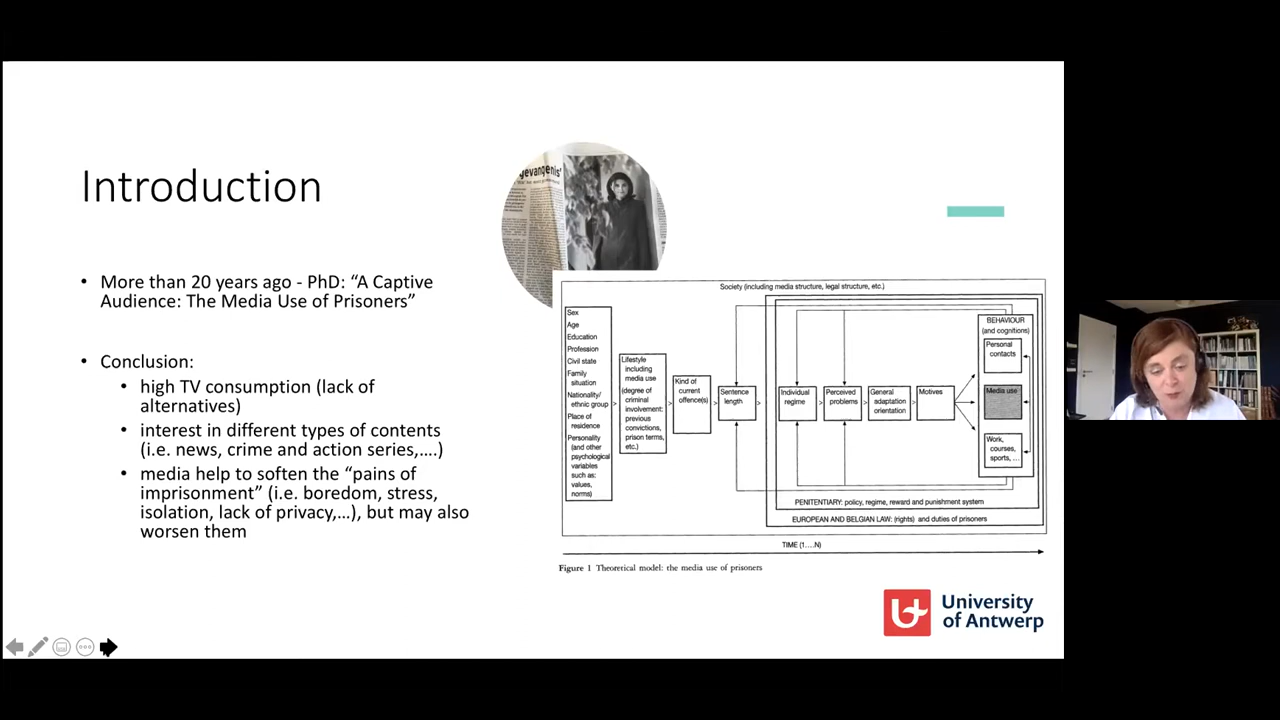 Introduction
• More than 20 years ago - PhD: “A Captive
Audience: The Media Use of Prisoners”
• Conclusion:
• high TV consumption (lack of
alternatives)
• interest in different types of contents
(i.e. news, crime and action series,....)
• media help to soften the “pains of
imprisonment” (i.e. boredom, stress,
isolation, lack of privacy,…), but may also
worsen them
gevangenis'
Society (including media structure, legal structure, etc.)
Sex
Age
Education
Profession
Civil state
Family
situation
Nationality/
ethnic group
Place of
residence
Personality
(and other
psychological
variables
such as:
values,
norms)
Lifestyle
including
media use
(degree of
criminal
involvement:
previous
convictions,
prison terms,
etc.)
Kind of
current
offence(s)
Sentence
length
Individual
regime
Perceived
problems
General
adaptation
orientation
Motives
BEHAVIOUR
(and cognitions)
Personal
contacts
Media use
Work,
courses,
sports, ...
PENITENTIARY: policy, regime, reward and punishment system
EUROPEAN AND BELGIAN LAW: (rights) and duties of prisoners
TIME (1....N)
Figure 1 Theoretical model: the media use of prisoners
University
of Antwerp